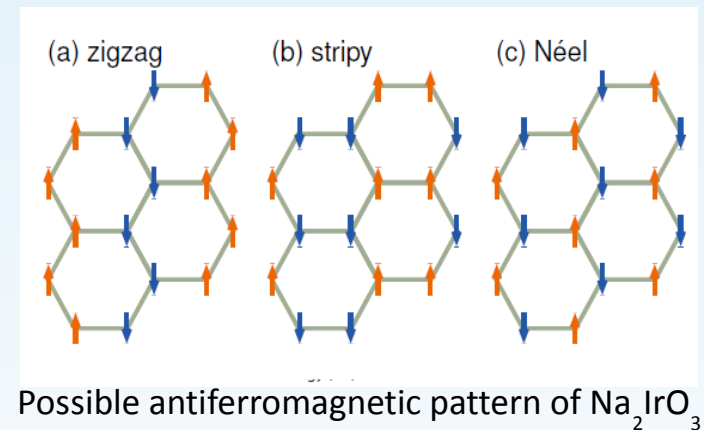 (a) zigzag (b) stripy (c) Néel
Possible antiferromagnetic pattern of Na₂IrO₃